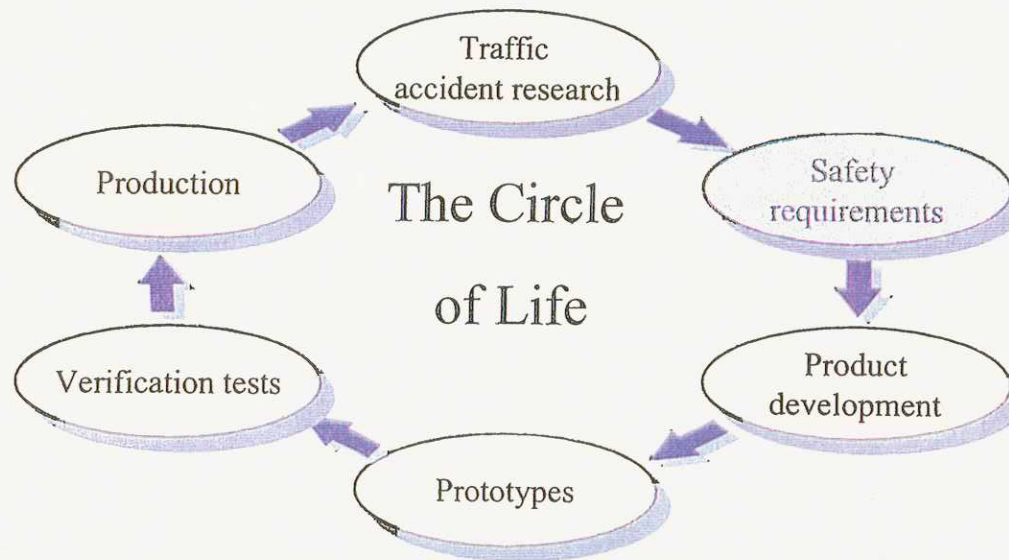 Traffic
accident research
Safety
requirements
Product
development
Prototypes
Verification tests
Production
The Circle
of Life